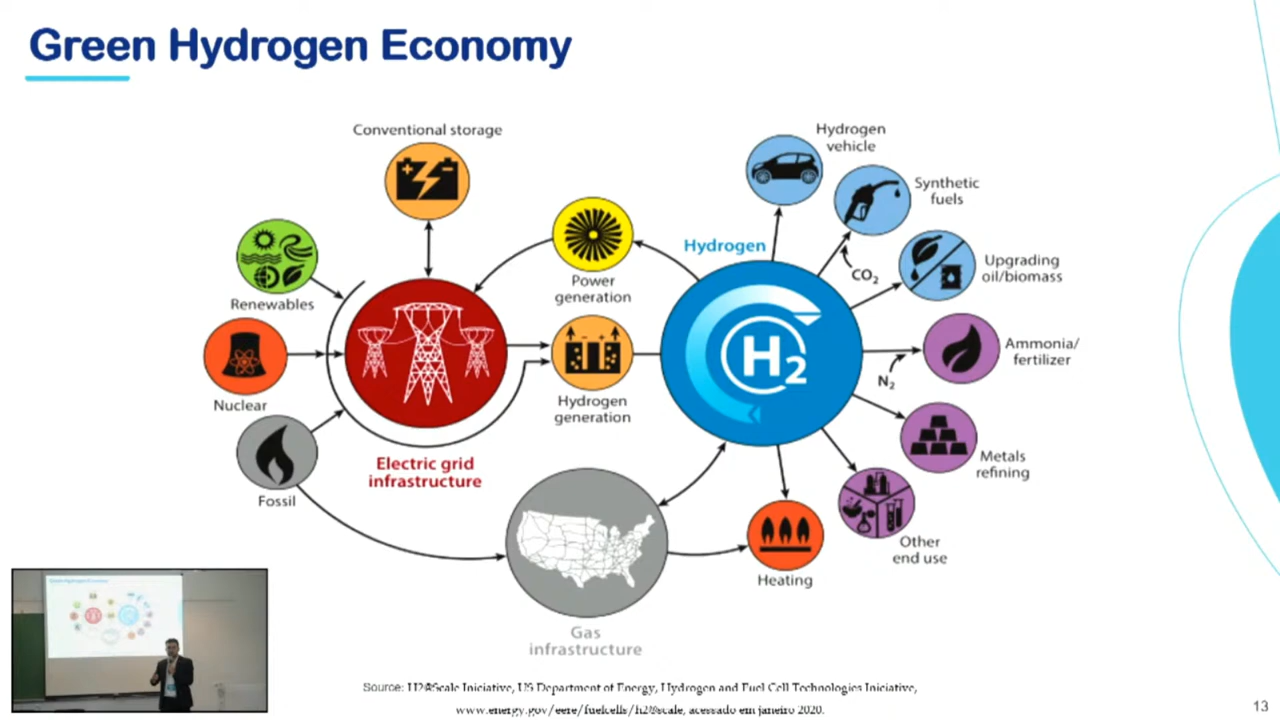 Green Hydrogen Economy
Conventional storage
Hydrogen
vehicle
Synthetic
fuels
CO₂
Upgrading
oil/biomass
Renewables
Power
generation
Hydrogen
H2
Ammonia/
fertilizer
N₂
Nuclear
Hydrogen
generation
Metals
refining
Electric grid
infrastructure
Fossil
Other
end use
Heating
Gas
infrastructure
Green Hydrogen Economy
Source: H2@Scale Iniciative, US Department of Energy, Hydrogen and Fuel Cell Technologies Iniciative,
www.energy.gov/eere/fuelcells/h2@scale, acessado em janeiro 2020.
13